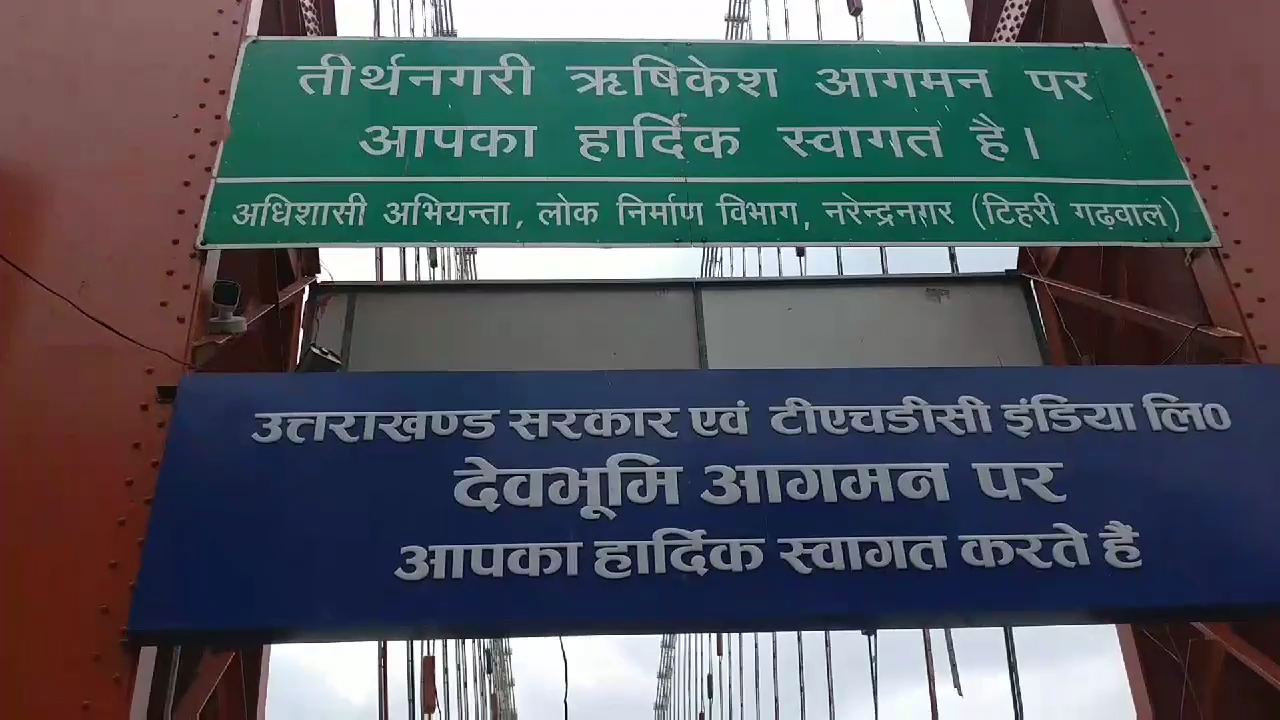 तीर्थनगरी ऋषिकेश आगमन पर
आपका हार्दिक स्वागत है।
अधिशासी अभियन्ता, लोक निर्माण विभाग, नरेन्द्रनगर (टिहरी गढ़वाल)
उत्तराखण्ड सरकार एवं टीएचडीसी इंडिया लि०
देवभूमि आगमन पर
आपका हार्दिक स्वागत करते हैं